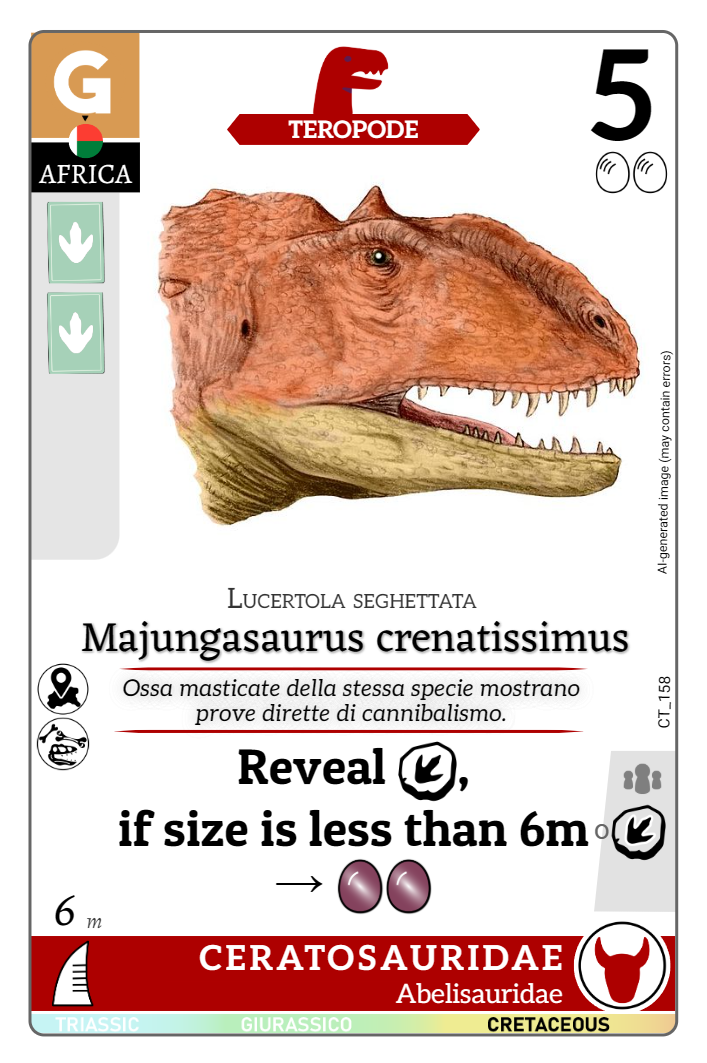 G
AFRICA
TEROPODE
5
AI-generated image (may contain errors)
Lucertola seghettata
Majungasaurus crenatissimus
Ossa masticate della stessa specie mostrano
prove dirette di cannibalismo.
CT_158
Reveal ,
if size is less than 6m
→
o
6 m
CERATOSAURIDAE
Abelisauridae
TRIASSIC GIURASSICO CRETACEOUS